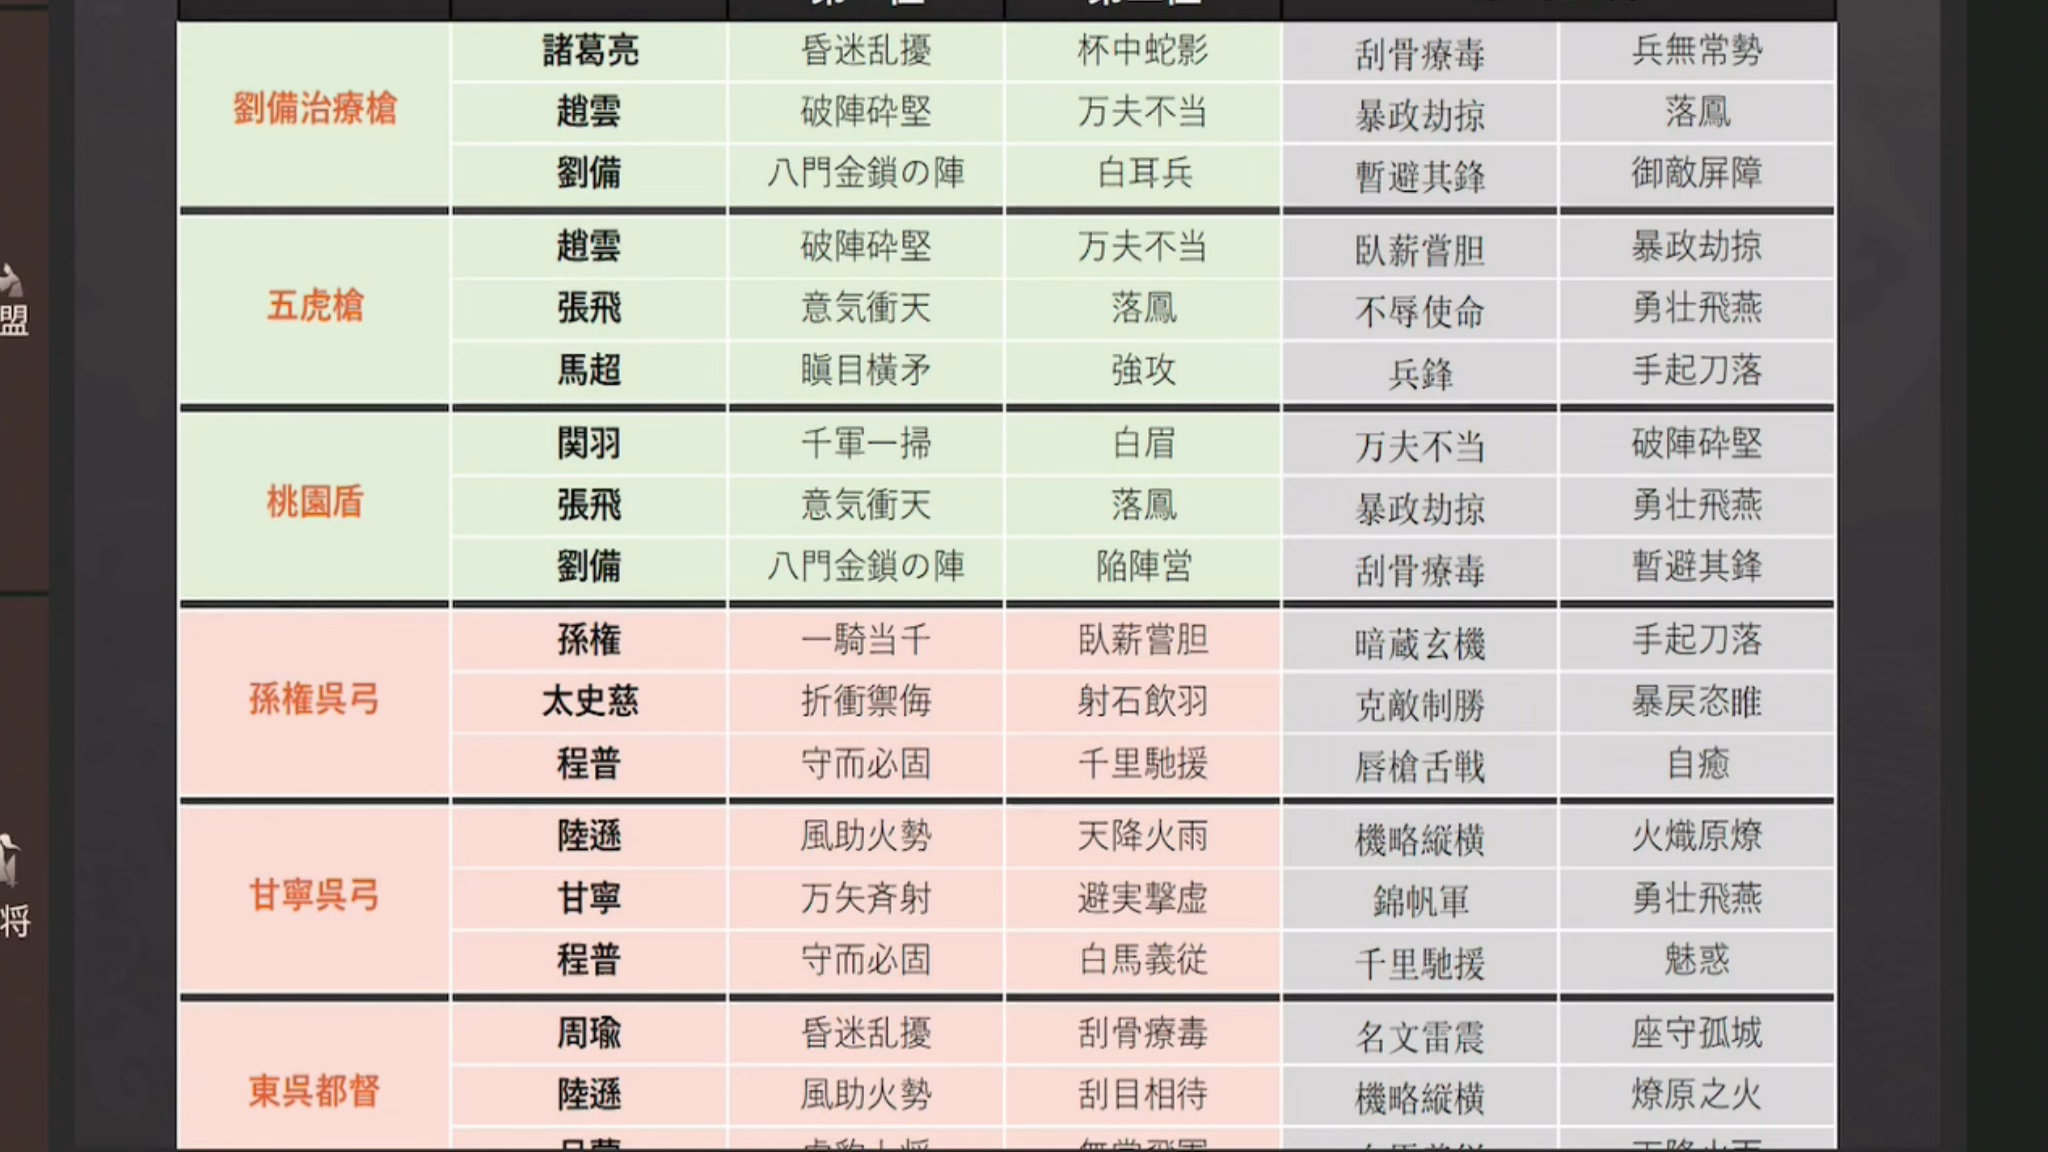 劉備治療槍
諸葛亮 昏迷乱擾 杯中蛇影 刮骨療毒 兵無常勢
趙雲 破陣砕堅 万夫不当 暴政劫掠 落鳳
劉備 八門金鎖の陣 白耳兵 暫避其鋒 御敵屏障
五虎槍
趙雲 破陣砕堅 万夫不当 臥薪嘗胆 暴政劫掠
張飛 意気衝天 落鳳 不辱使命 勇壮飛燕
馬超 瞋目横矛 強攻 兵鋒 手起刀落
桃園盾
関羽 千軍一掃 白眉 万夫不当 破陣砕堅
張飛 意気衝天 落鳳 暴政劫掠 勇壮飛燕
劉備 八門金鎖の陣 陥陣営 刮骨療毒 暫避其鋒
孫権呉弓
孫権 一騎当千 臥薪嘗胆 暗蔵玄機 手起刀落
太史慈 折衝禦侮 射石飲羽 克敵制勝 暴戻恣睢
程普 守而必固 千里馳援 唇槍舌戦 自癒
甘寧呉弓
陸遜 風助火勢 天降火雨 機略縦横 火熾原燎
甘寧 万矢斉射 避実撃虚 錦帆軍 勇壮飛燕
程普 守而必固 白馬義従 千里馳援 魅惑
東呉都督
周瑜 昏迷乱擾 刮骨療毒 名文雷震 座守孤城
陸遜 風助火勢 刮目相待 機略縦横 燎原之火
盟
将